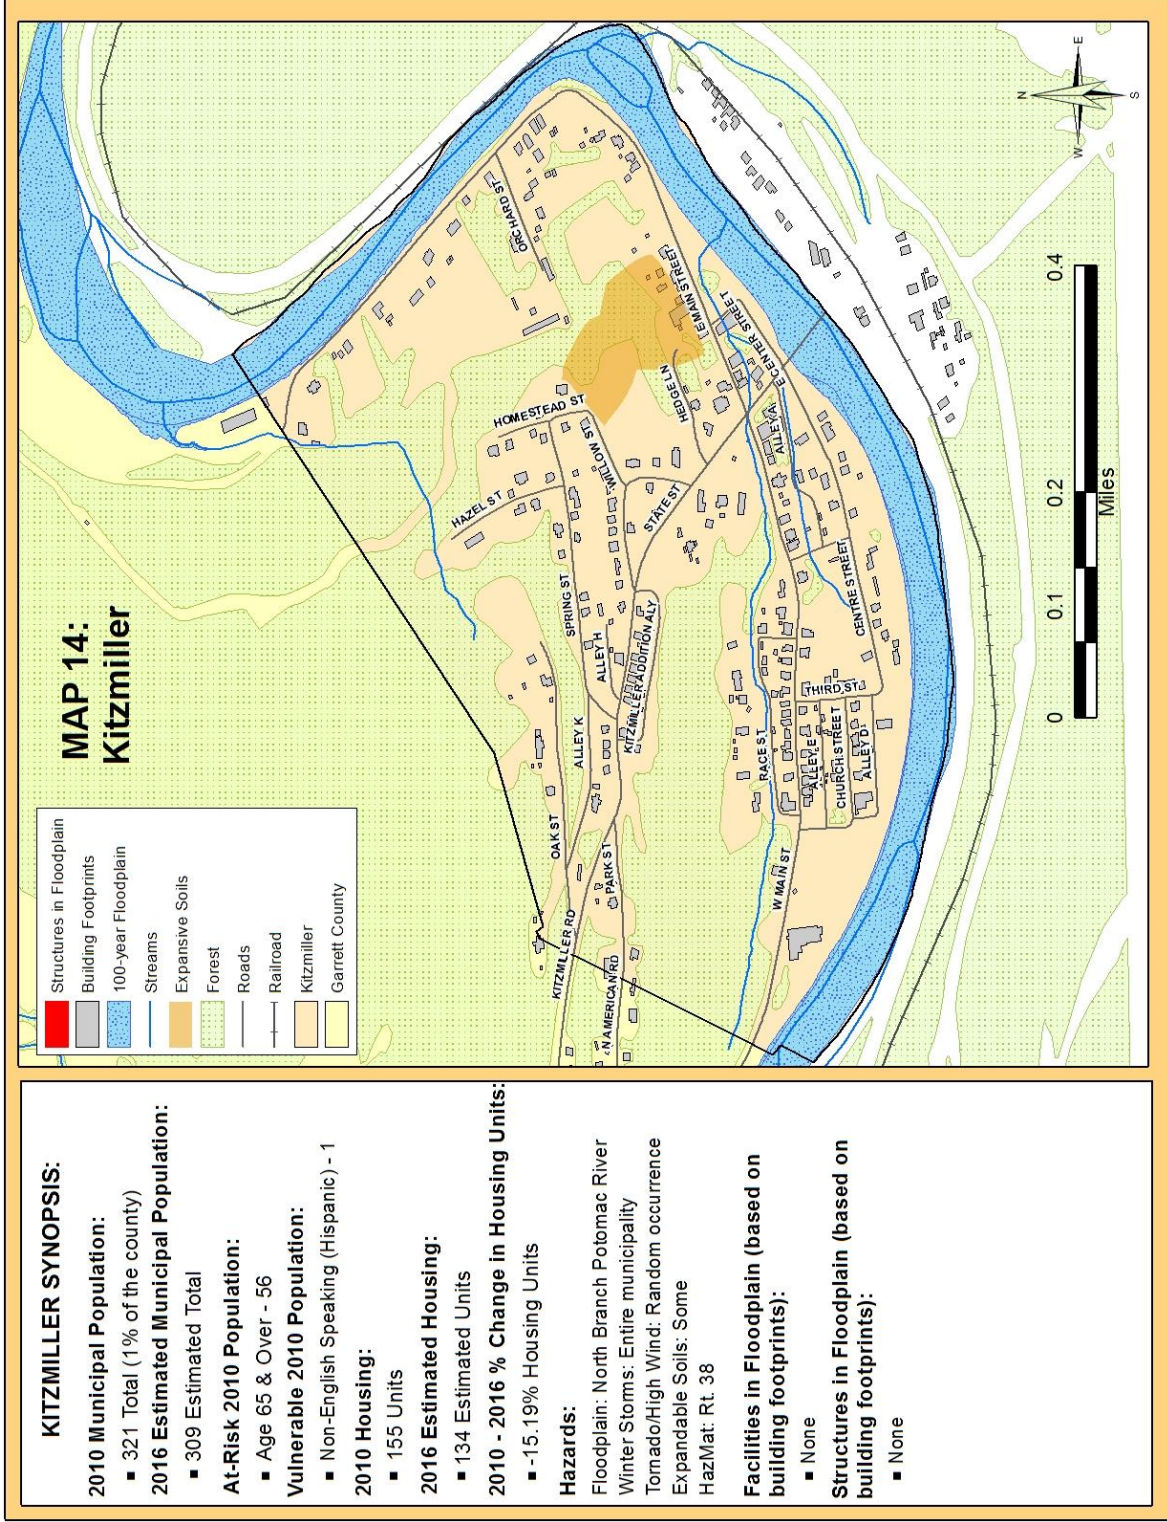 KITZMILLER SYNOPSIS:
2010 Municipal Population:
▪ 321 Total (1% of the county)
2016 Estimated Municipal Population:
▪ 309 Estimated Total
At-Risk 2010 Population:
▪ Age 65 & Over - 56
Vulnerable 2010 Population:
▪ Non-English Speaking (Hispanic) - 1
2010 Housing:
▪ 155 Units
2016 Estimated Housing:
▪ 134 Estimated Units
2010 - 2016 % Change in Housing Units:
▪ -15.19% Housing Units
Hazards:
Floodplain: North Branch Potomac River
Winter Storms: Entire municipality
Tornado/High Wind: Random occurrence
Expandable Soils: Some
HazMat: Rt. 38
Facilities in Floodplain (based on
building footprints):
▪ None
Structures in Floodplain (based on
building footprints):
▪ None
Structures in Floodplain
Building Footprints
100-year Floodplain
Streams
Expansive Soils
Forest
Roads
Railroad
Kitzmiller
Garrett County
MAP 14:
Kitzmiller
HAZEL ST
HOMESTEAD ST
ORCHARD ST
OAK ST
ALLEY K
SPRING ST
WILLOW ST
ALLEY H
KITZMILLER RD
PARK ST
KITZMILLER ADDITION ALY
STATE ST
HEDGE LN
E MAIN STREET
N AMERICAN RD
W MAIN ST
RACE ST
ALLEY E
CHURCH STREET
ALLEY D
THIRD ST
CENTRE STREET
ALLEY A
E CENTER STREET
N
W
E
S
0
0.1
0.2
0.4
Miles